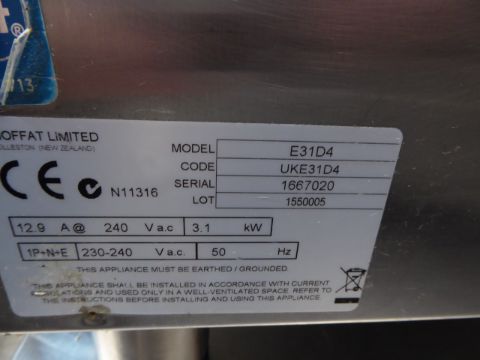 ®
/13
OFFAT LIMITED
OLLESTON (NEW ZEALAND)
CE N11316
MODEL E31D4
CODE UKE31D4
SERIAL 1667020
LOT 1550005
12.9 A@ 240 V a.c 3.1 kW
1P+N+E 230-240 V a.c. 50 Hz
THIS APPLIANCE MUST BE EARTHED / GROUNDED.
THIS APPLIANCE SHALL BE INSTALLED IN ACCORDANCE WITH CURRENT
REGULATIONS AND USED ONLY IN A WELL-VENTILATED SPACE. REFER TO
THE INSTRUCTIONS BEFORE INSTALLING AND USING THIS APPLIANCE.